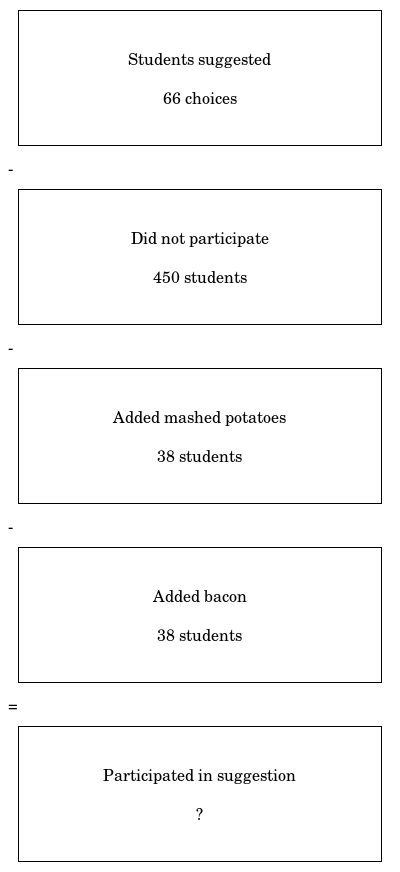 Students suggested
66 choices
-
Did not participate
450 students
-
Added mashed potatoes
38 students
-
Added bacon
38 students
=
Participated in suggestion
?